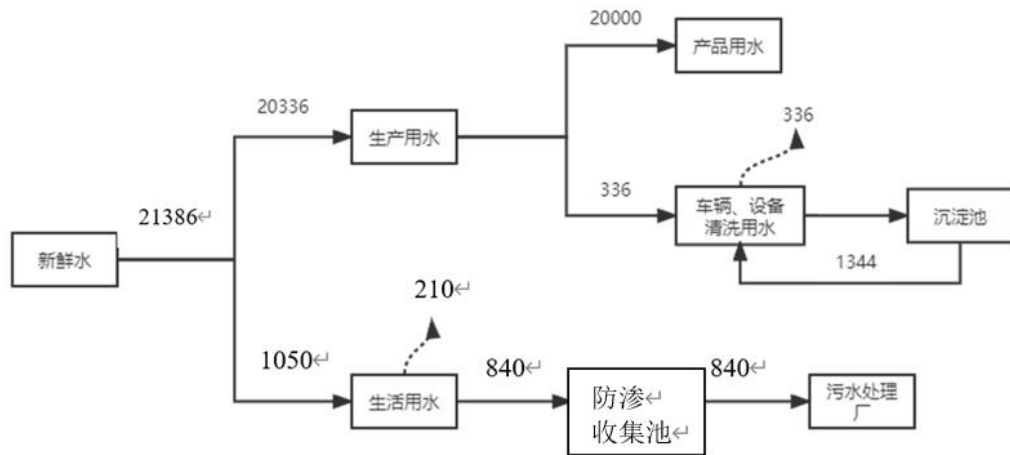 20000
产品用水
20336
生产用水
336
336
车辆、设备
清洗用水
沉淀池
1344
21386↵
新鲜水
210↵
1050↵
生活用水
840↵
防渗↵
收集池↵
840↵
污水处理
厂